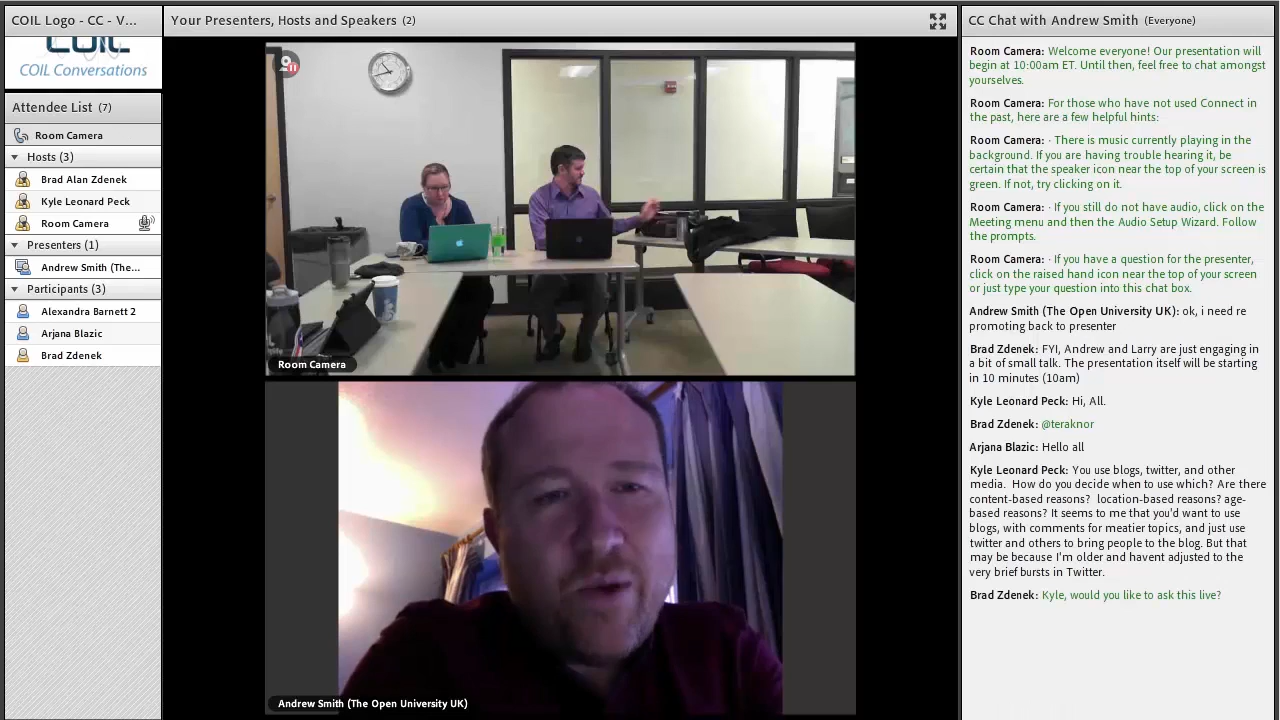 COIL Logo - CC - V...
COIL
COIL Conversations
Attendee List (7)
Room Camera
Hosts (3)
Brad Alan Zdenek
Kyle Leonard Peck
Room Camera
Presenters (1)
Andrew Smith (The...
Participants (3)
Alexandra Barnett 2
Arjana Blazic
Brad Zdenek
Your Presenters, Hosts and Speakers (2)
Room Camera
Andrew Smith (The Open University UK)
CC Chat with Andrew Smith (Everyone)
Room Camera: Welcome everyone! Our presentation will
begin at 10:00am ET. Until then, feel free to chat amongst
yourselves.
Room Camera: For those who have not used Connect in
the past, here are a few helpful hints:
Room Camera: · There is music currently playing in the
background. If you are having trouble hearing it, be
certain that the speaker icon near the top of your screen is
green. If not, try clicking on it.
Room Camera: · If you still do not have audio, click on the
Meeting menu and then the Audio Setup Wizard. Follow
the prompts.
Room Camera: · If you have a question for the presenter,
click on the raised hand icon near the top of your screen
or just type your question into this chat box.
Andrew Smith (The Open University UK): ok, i need re
promoting back to presenter
Brad Zdenek: FYI, Andrew and Larry are just engaging in
a bit of small talk. The presentation itself will be starting
in 10 minutes (10am)
Kyle Leonard Peck: Hi, All.
Brad Zdenek: @teraknor
Arjana Blazic: Hello all
Kyle Leonard Peck: You use blogs, twitter, and other
media. How do you decide when to use which? Are there
content-based reasons? location-based reasons? age-
based reasons? It seems to me that you'd want to use
blogs, with comments for meatier topics, and just use
twitter and others to bring people to the blog. But that
may be because I'm older and havent adjusted to the
very brief bursts in Twitter.
Brad Zdenek: Kyle, would you like to ask this live?